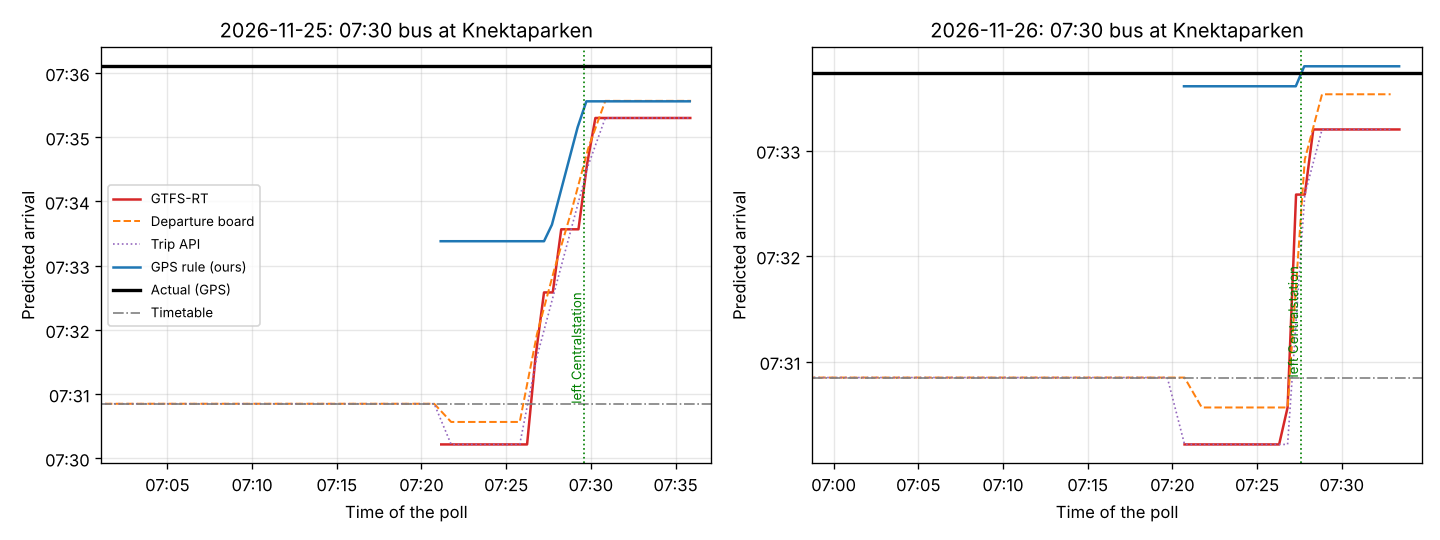 2026-11-25: 07:30 bus at Knektaparken
07:36
07:35
07:34
07:33
07:32
07:31
07:30
Predicted arrival
GTFS-RT
Departure board
Trip API
GPS rule (ours)
Actual (GPS)
Timetable
left Centralstation
07:05
07:10
07:15
07:20
07:25
07:30
07:35
Time of the poll
2026-11-26: 07:30 bus at Knektaparken
07:33
07:32
07:31
Predicted arrival
left Centralstation
07:00
07:05
07:10
07:15
07:20
07:25
07:30
Time of the poll